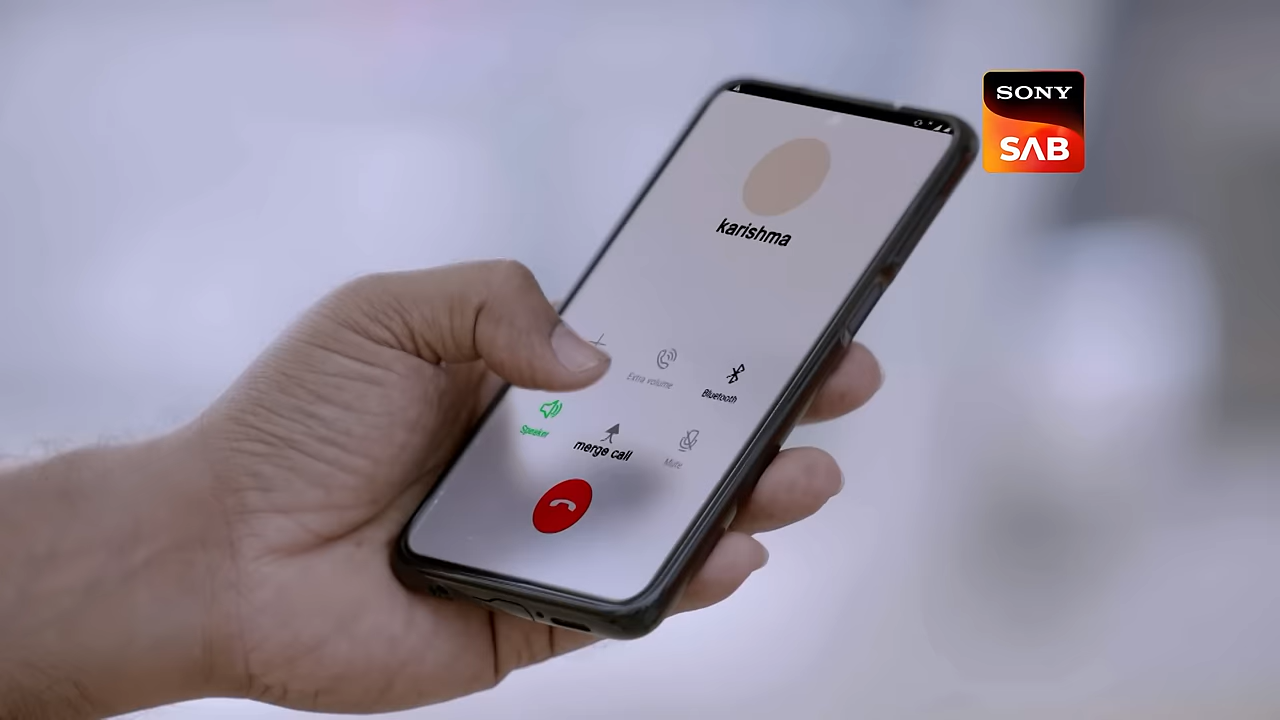 SONY
SAB
karishma
Extra volume
Bluetooth
Speaker
merge call
Mute